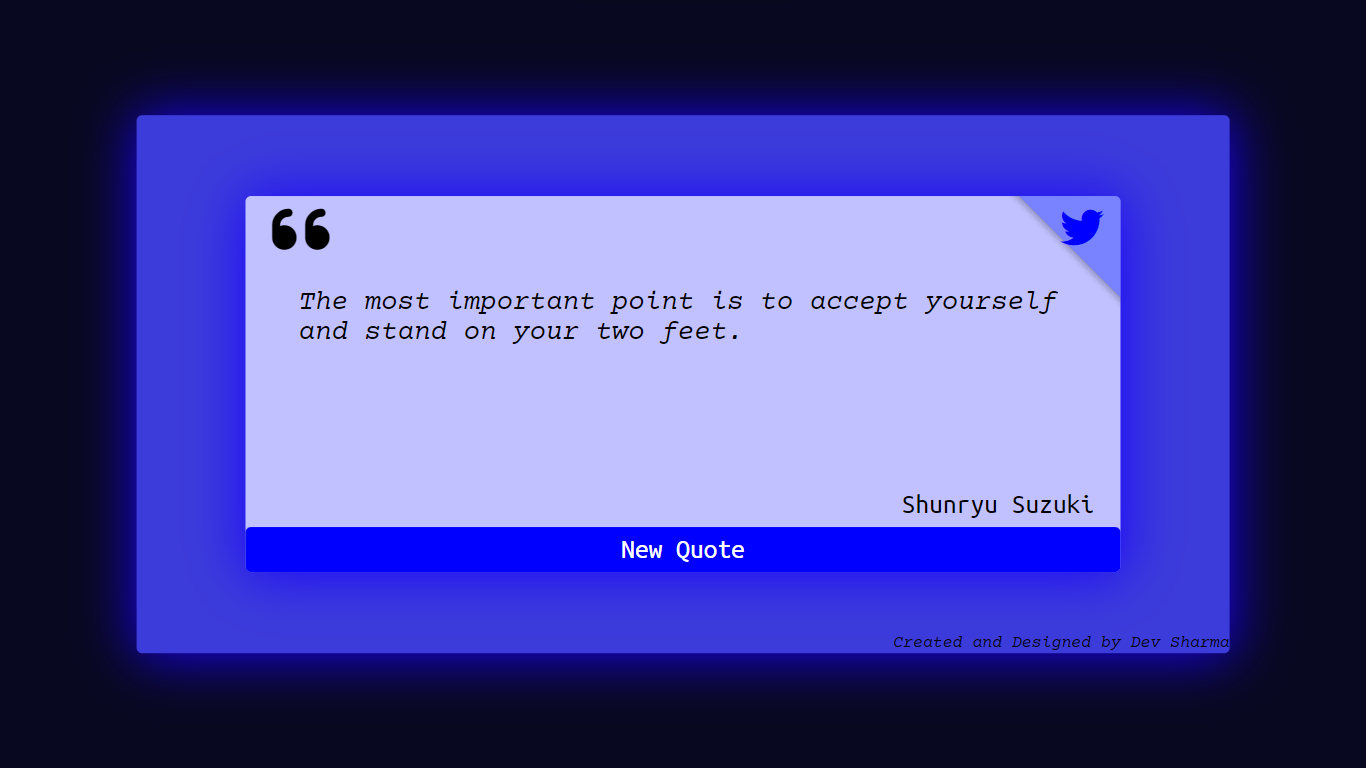 ❝
The most important point is to accept yourself
and stand on your two feet.
Shunryu Suzuki
New Quote
Created and Designed by Dev Sharma